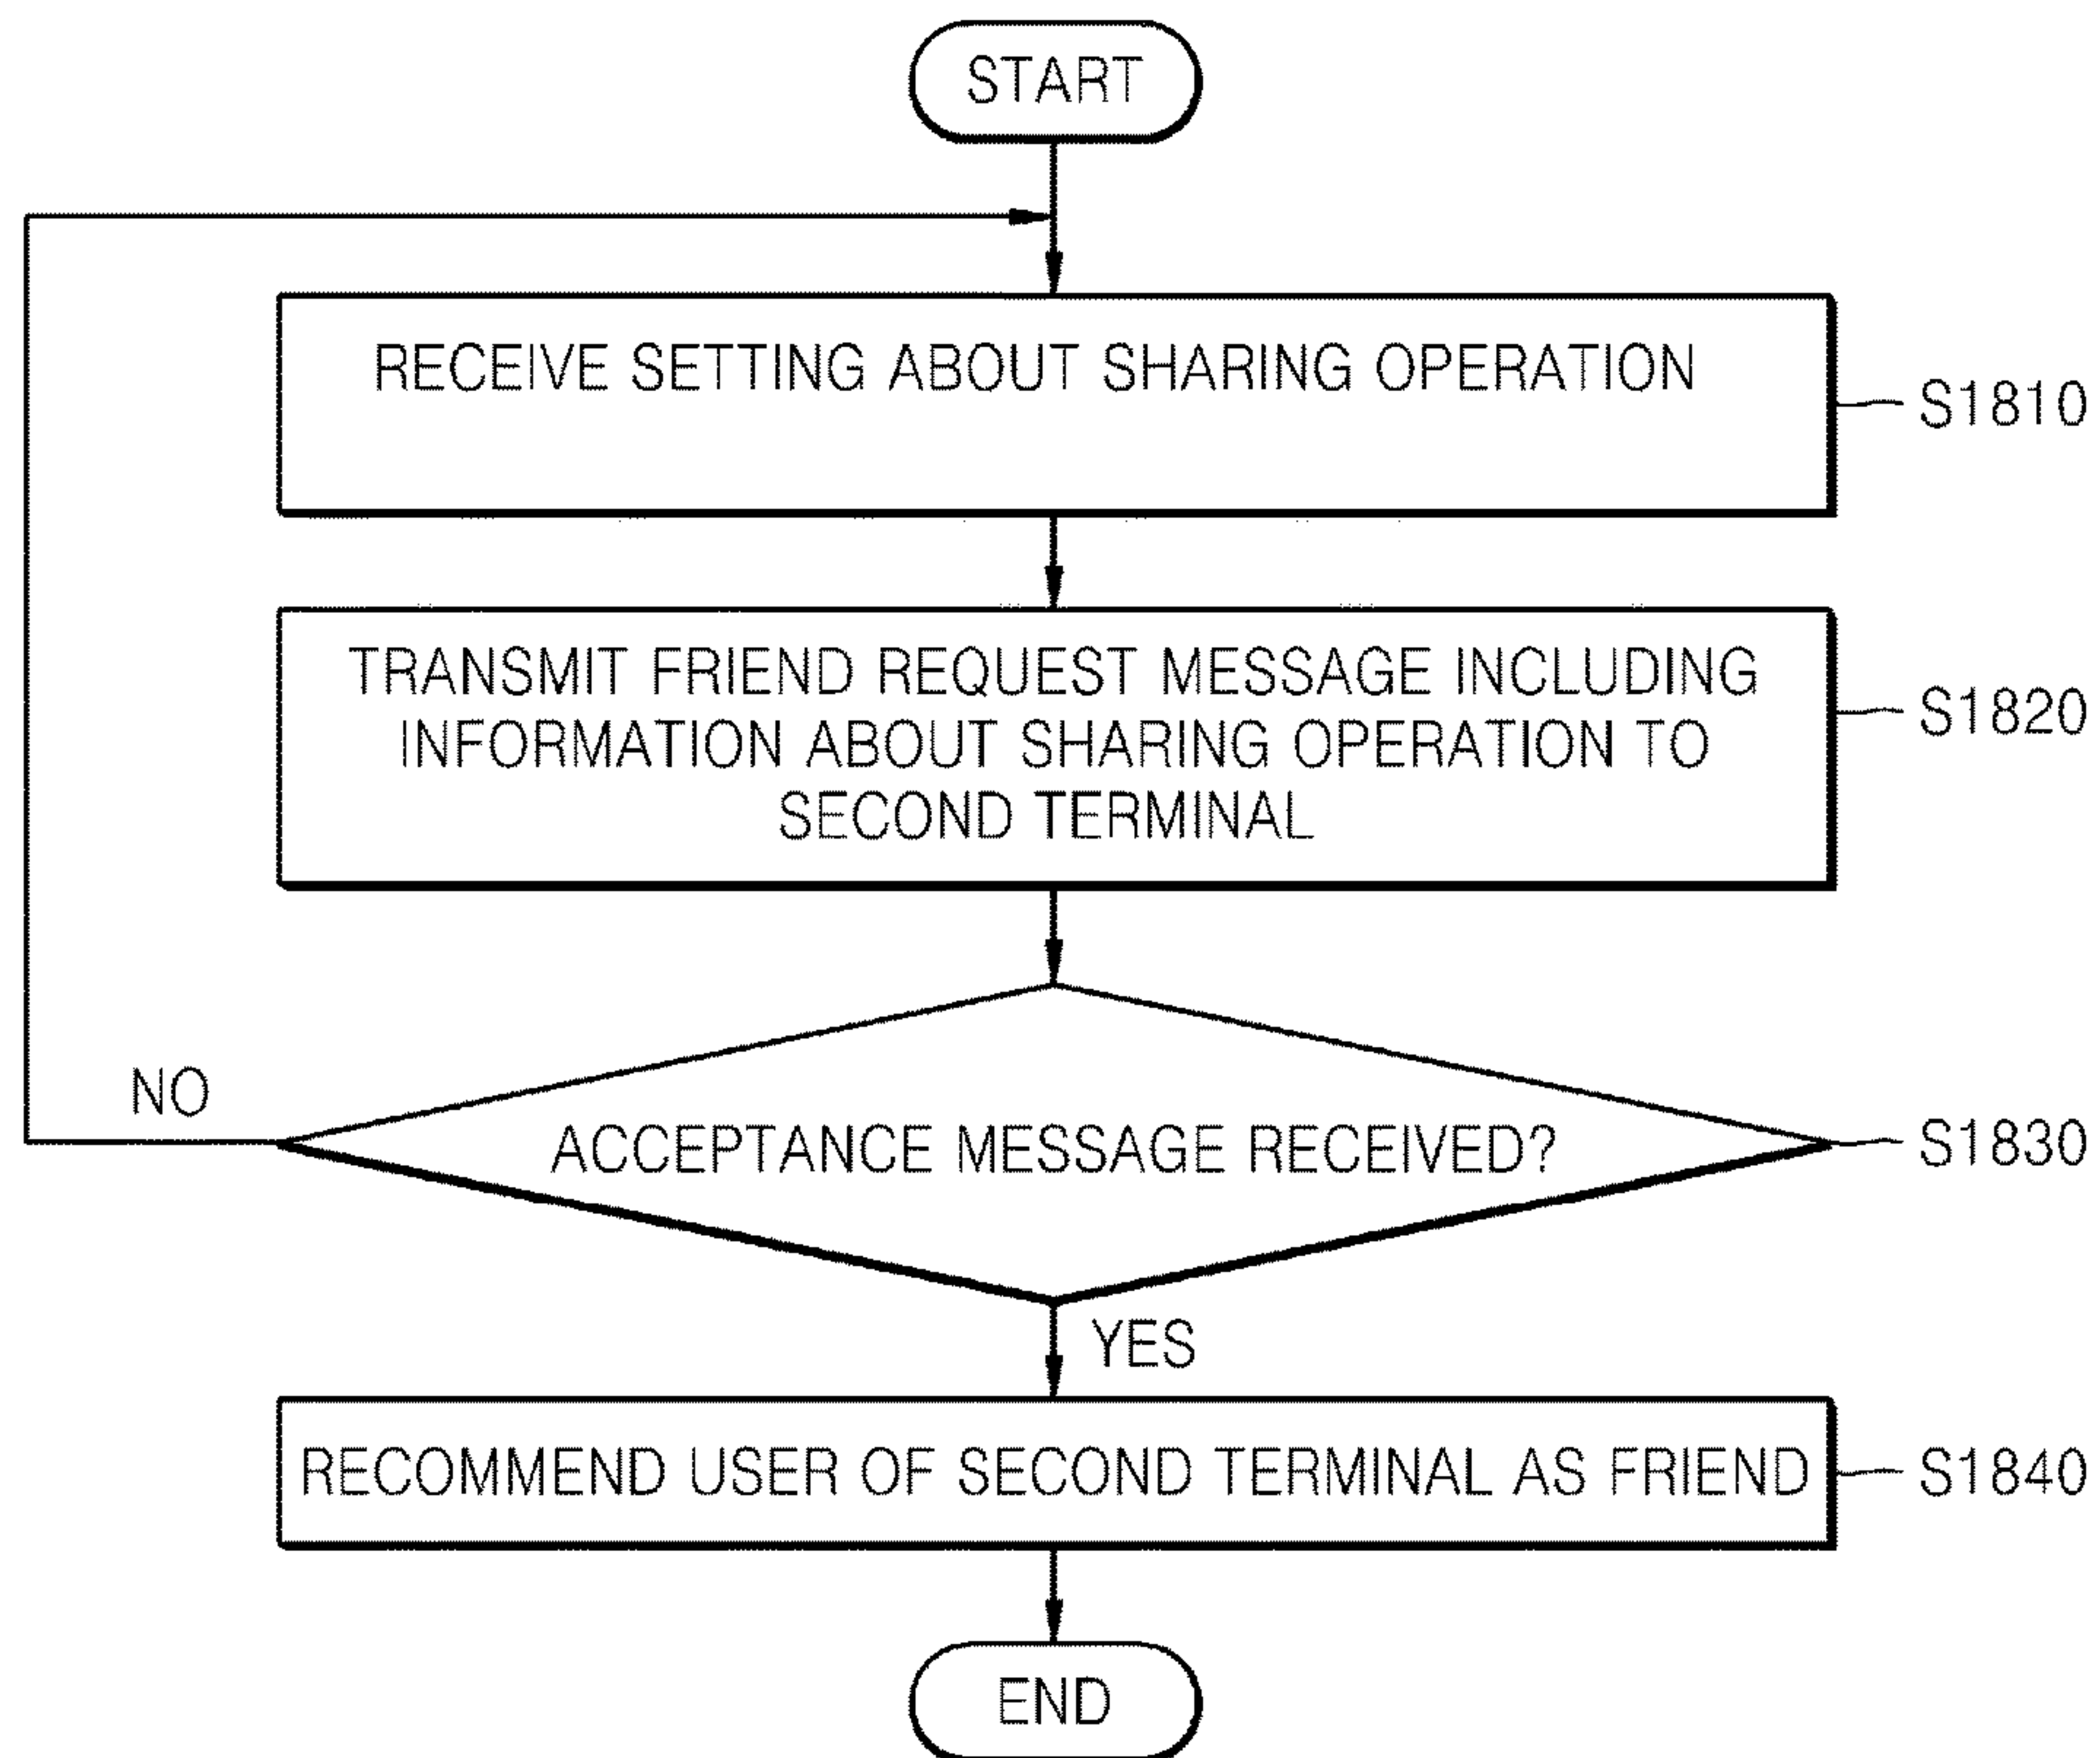 START
RECEIVE SETTING ABOUT SHARING OPERATION
S1810
TRANSMIT FRIEND REQUEST MESSAGE INCLUDING
INFORMATION ABOUT SHARING OPERATION TO
SECOND TERMINAL
S1820
NO
ACCEPTANCE MESSAGE RECEIVED?
S1830
YES
RECOMMEND USER OF SECOND TERMINAL AS FRIEND
S1840
END